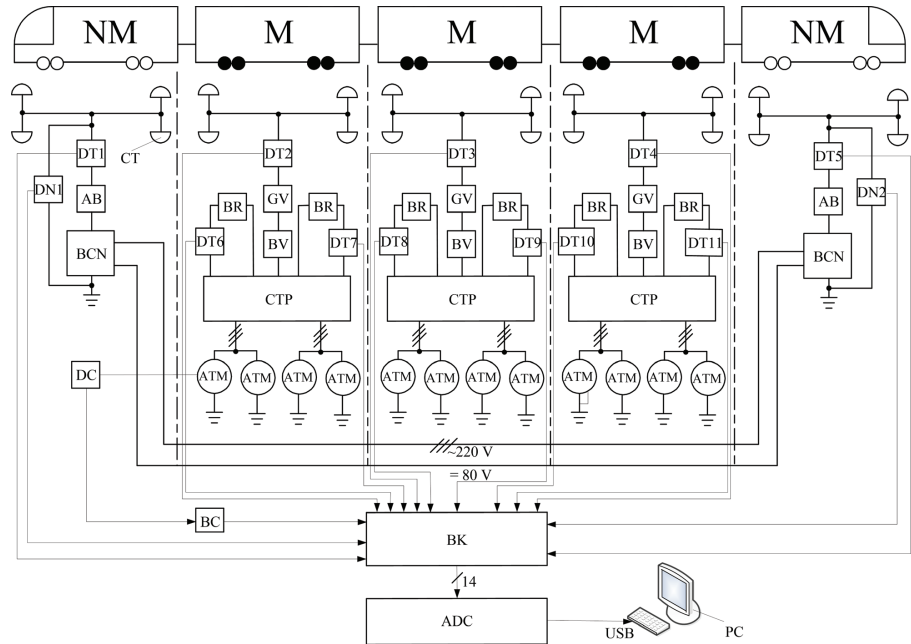 NM M M M NM
CT
DT1 DT2 DT3 DT4 DT5
DN1 AB GV GV GV AB DN2
BR BR BR BR BR BR
DT6 BV DT7 DT8 BV DT9 DT10 BV DT11
BCN BCN
CTP CTP CTP
ATM ATM ATM ATM ATM ATM ATM ATM ATM ATM ATM ATM
DC
~220 V
= 80 V
BC
BK
14
ADC
USB
PC